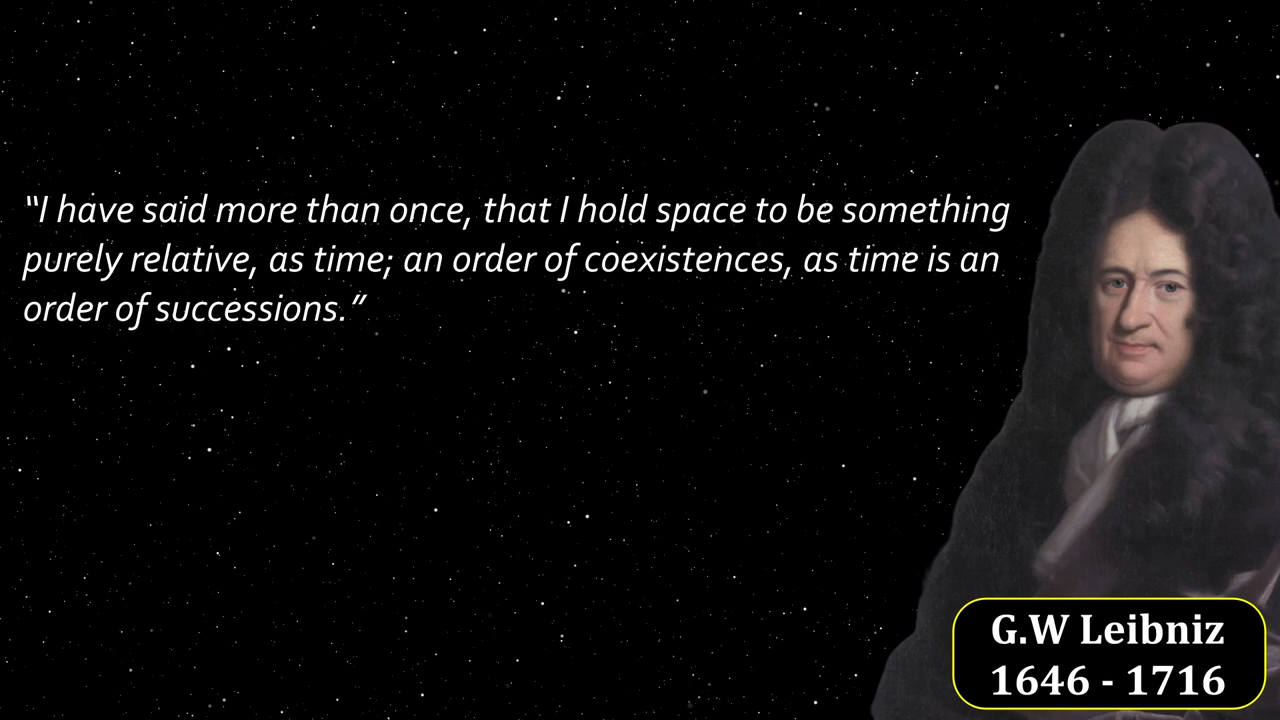 “I have said more than once, that I hold space to be something
purely relative, as time; an order of coexistences, as time is an
order of successions.”
G.W Leibniz
1646 - 1716